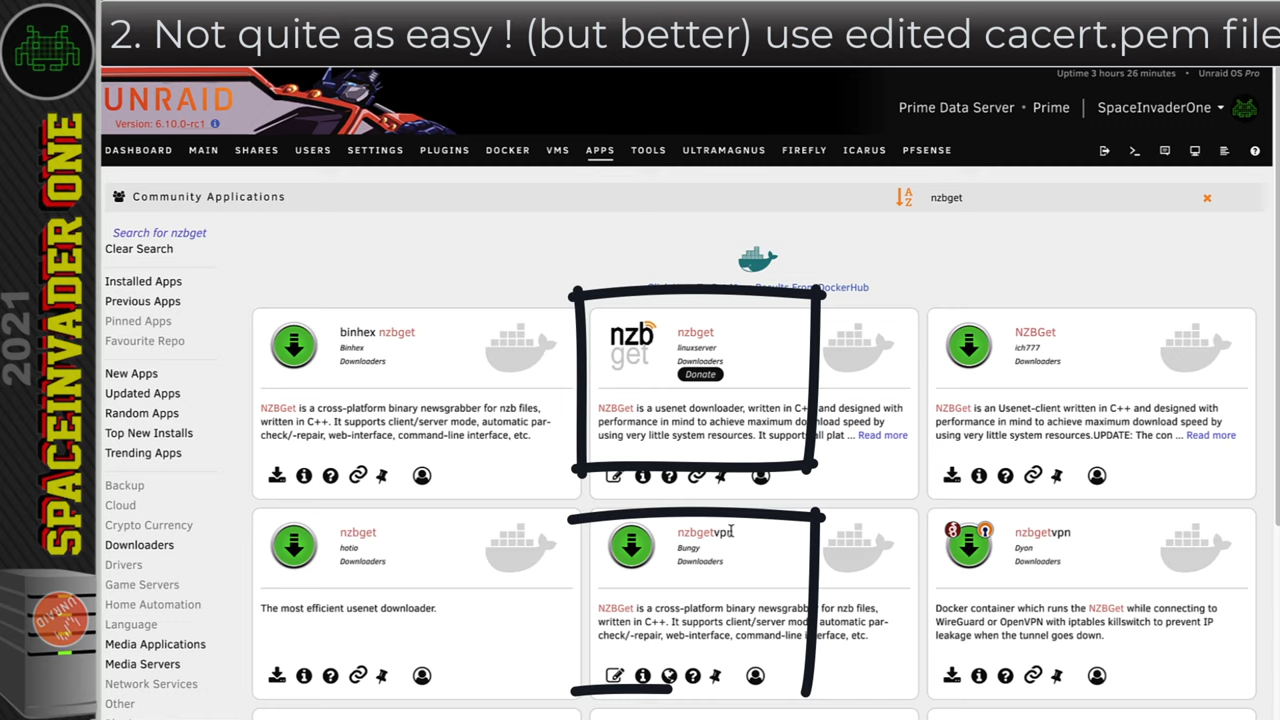 2. Not quite as easy ! (but better) use edited cacert.pem file
2021
SPACEINVADER ONE
Uptime 3 hours 26 minutes • Unraid OS Pro
UNRAID
Version: 6.10.0-rc1
Prime Data Server • Prime
SpaceInvaderOne
DASHBOARD MAIN SHARES USERS SETTINGS PLUGINS DOCKER VMS APPS TOOLS ULTRAMAGNUS FIREFLY ICARUS PFSENSE
Community Applications
A
Z
nzbget
Search for nzbget
Clear Search
Installed Apps
Previous Apps
Pinned Apps
Favourite Repo
New Apps
Updated Apps
Random Apps
Top New Installs
Trending Apps
Backup
Cloud
Crypto Currency
Downloaders
Drivers
Game Servers
Home Automation
Language
Media Applications
Media Servers
Network Services
Other
DockerHub
binhex nzbget
Binhex
Downloaders
NZBGet is a cross-platform binary newsgrabber for nzb files,
written in C++. It supports client/server mode, automatic par-
check/-repair, web-interface, command-line interface, etc.
nzb
get
nzbget
linuxserver
Downloaders
Donate
NZBGet is a usenet downloader, written in C++ and designed with
performance in mind to achieve maximum download speed by
using very little system resources. It supports all plat ... Read more
NZBGet
ich777
Downloaders
NZBGet is an Usenet-client written in C++ and designed with
performance in mind to achieve maximum download speed by
using very little system resources.UPDATE: The con ... Read more
nzbget
hotio
Downloaders
The most efficient usenet downloader.
nzbgetvpn
Bungy
Downloaders
NZBGet is a cross-platform binary newsgrabber for nzb files,
written in C++. It supports client/server mode, automatic par-
check/-repair, web-interface, command-line interface, etc.
nzbgetvpn
Dyon
Downloaders
Docker container which runs the NZBGet while connecting to
WireGuard or OpenVPN with iptables killswitch to prevent IP
leakage when the tunnel goes down.
UNRAID